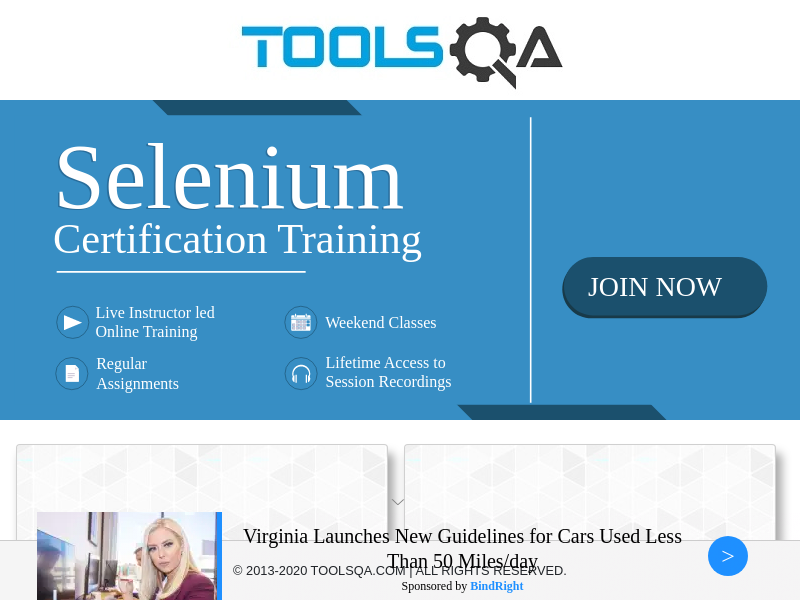 TOOLSQA
Selenium
Certification Training
JOIN NOW
Live Instructor led
Online Training
Weekend Classes
Regular
Assignments
Lifetime Access to
Session Recordings
Virginia Launches New Guidelines for Cars Used Less
Than 50 Miles/day
>
© 2013-2020 TOOLSQA.COM | ALL RIGHTS RESERVED.
Sponsored by BindRight